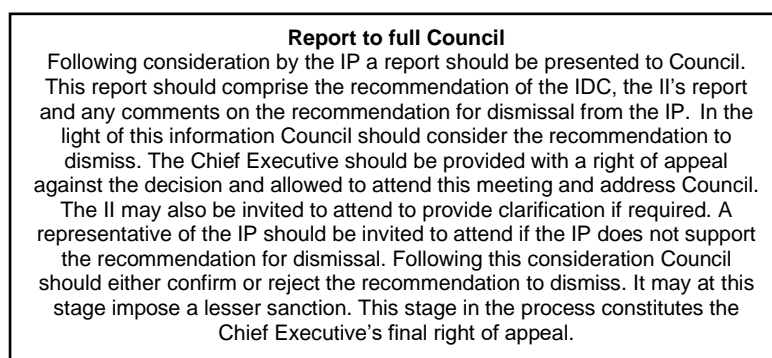 Report to full Council
Following consideration by the IP a report should be presented to Council.
This report should comprise the recommendation of the IDC, the II's report
and any comments on the recommendation for dismissal from the IP. In the
light of this information Council should consider the recommendation to
dismiss. The Chief Executive should be provided with a right of appeal
against the decision and allowed to attend this meeting and address Council.
The II may also be invited to attend to provide clarification if required. A
representative of the IP should be invited to attend if the IP does not support
the recommendation for dismissal. Following this consideration Council
should either confirm or reject the recommendation to dismiss. It may at this
stage impose a lesser sanction. This stage in the process constitutes the
Chief Executive's final right of appeal.